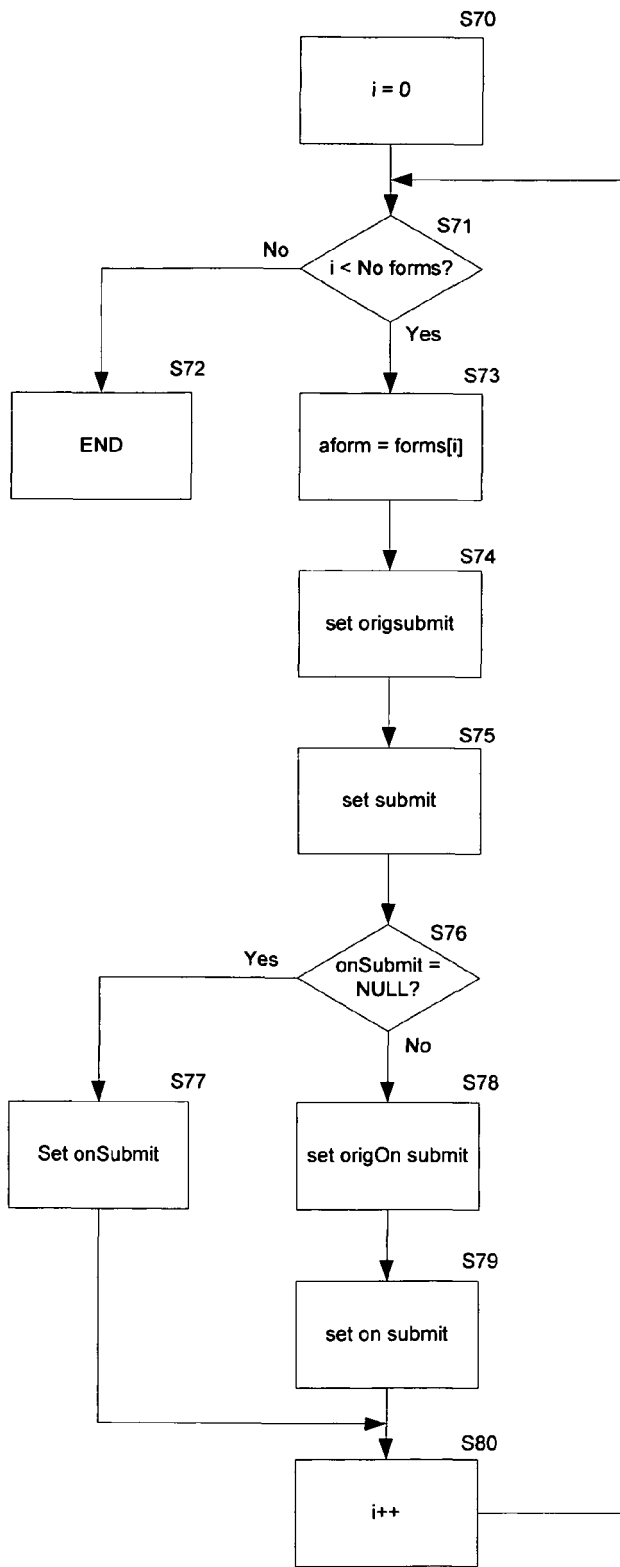 S70
i = 0
S71
i < No forms?
No
Yes
S72
END
S73
aform = forms[i]
S74
set origsubmit
S75
set submit
S76
onSubmit =
NULL?
Yes
No
S77
Set onSubmit
S78
set origOn submit
S79
set on submit
S80
i++